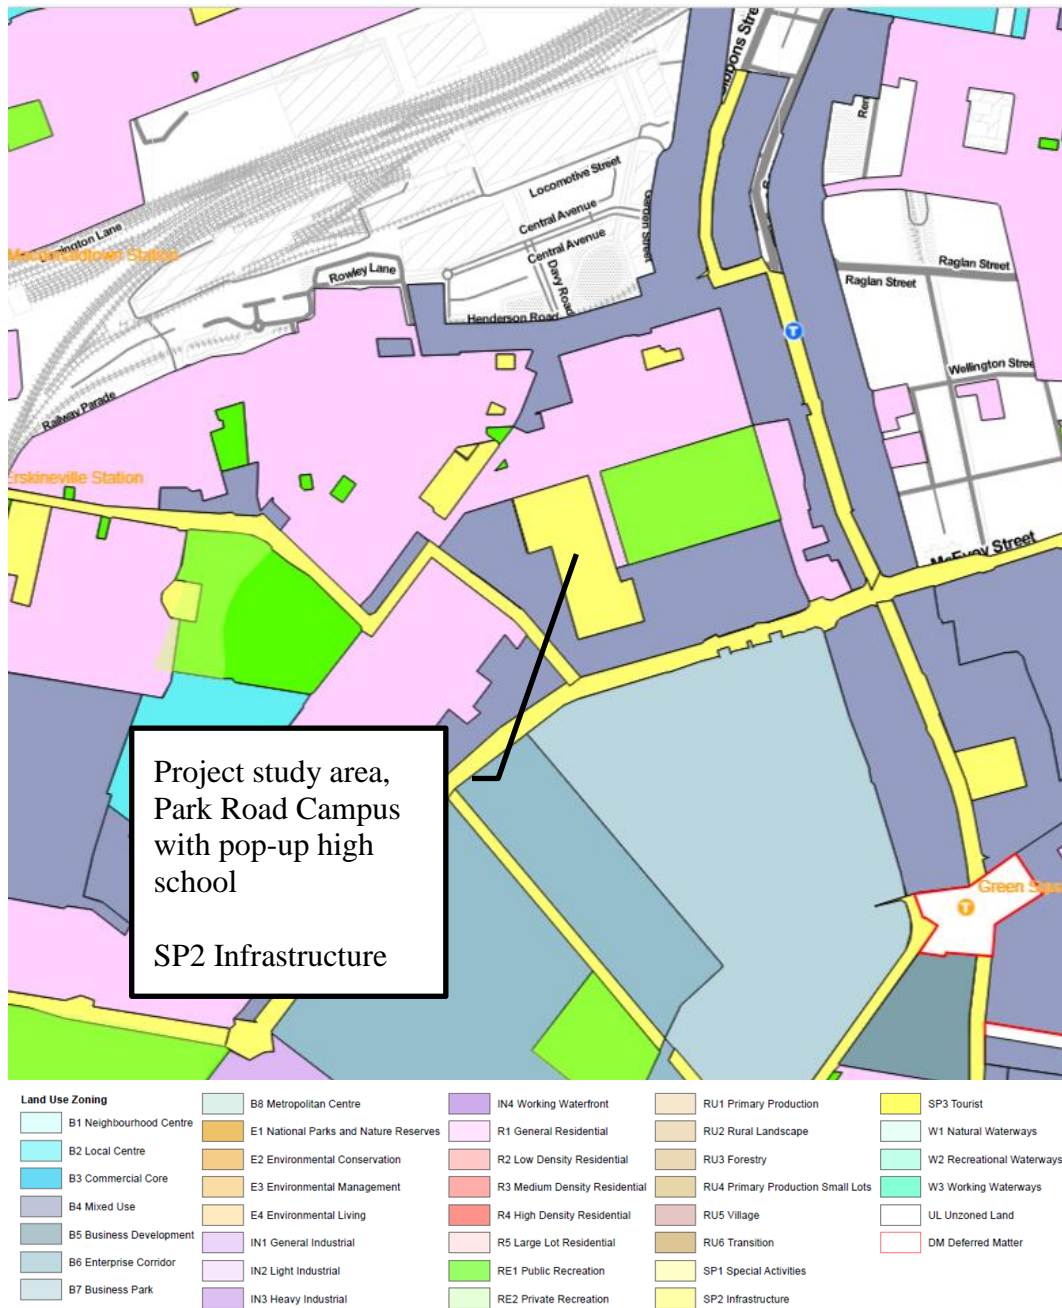 Gibbons Stre
Locomotive Street
Central Avenue
Central Avenue
Garden Street
Davy Road
Rowley Lane
Henderson Road
Macdonaldtown Station
Railway Parade
Erskineville Station
Raglan Street
Raglan Street
Wellington Stree
McEvoy Street
T
Project study area,
Park Road Campus
with pop-up high
school
SP2 Infrastructure
Green Squ
T
Land Use Zoning
B1 Neighbourhood Centre
B2 Local Centre
B3 Commercial Core
B4 Mixed Use
B5 Business Development
B6 Enterprise Corridor
B7 Business Park
B8 Metropolitan Centre
E1 National Parks and Nature Reserves
E2 Environmental Conservation
E3 Environmental Management
E4 Environmental Living
IN1 General Industrial
IN2 Light Industrial
IN3 Heavy Industrial
IN4 Working Waterfront
R1 General Residential
R2 Low Density Residential
R3 Medium Density Residential
R4 High Density Residential
R5 Large Lot Residential
RE1 Public Recreation
RE2 Private Recreation
RU1 Primary Production
RU2 Rural Landscape
RU3 Forestry
RU4 Primary Production Small Lots
RU5 Village
RU6 Transition
SP1 Special Activities
SP2 Infrastructure
SP3 Tourist
W1 Natural Waterways
W2 Recreational Waterways
W3 Working Waterways
UL Unzoned Land
DM Deferred Matter